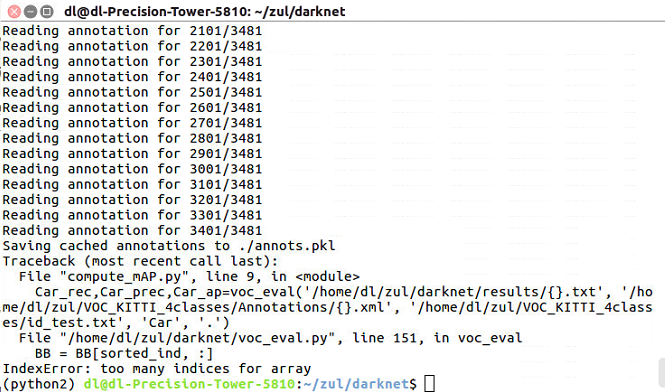 dl@dl-Precision-Tower-5810: ~/zul/darknet
Reading annotation for 2101/3481
Reading annotation for 2201/3481
Reading annotation for 2301/3481
Reading annotation for 2401/3481
Reading annotation for 2501/3481
Reading annotation for 2601/3481
Reading annotation for 2701/3481
Reading annotation for 2801/3481
Reading annotation for 2901/3481
Reading annotation for 3001/3481
Reading annotation for 3101/3481
Reading annotation for 3201/3481
Reading annotation for 3301/3481
Reading annotation for 3401/3481
Saving cached annotations to ./annots.pkl
Traceback (most recent call last):
  File "compute_mAP.py", line 9, in <module>
    Car_rec,Car_prec,Car_ap=voc_eval('/home/dl/zul/darknet/results/{}.txt', '/ho
me/dl/zul/VOC_KITTI_4classes/Annotations/{}.xml', '/home/dl/zul/VOC_KITTI_4class
es/id_test.txt', 'Car', '.')
  File "/home/dl/zul/darknet/voc_eval.py", line 151, in voc_eval
    BB = BB[sorted_ind, :]
IndexError: too many indices for array
(python2) dl@dl-Precision-Tower-5810:~/zul/darknet$